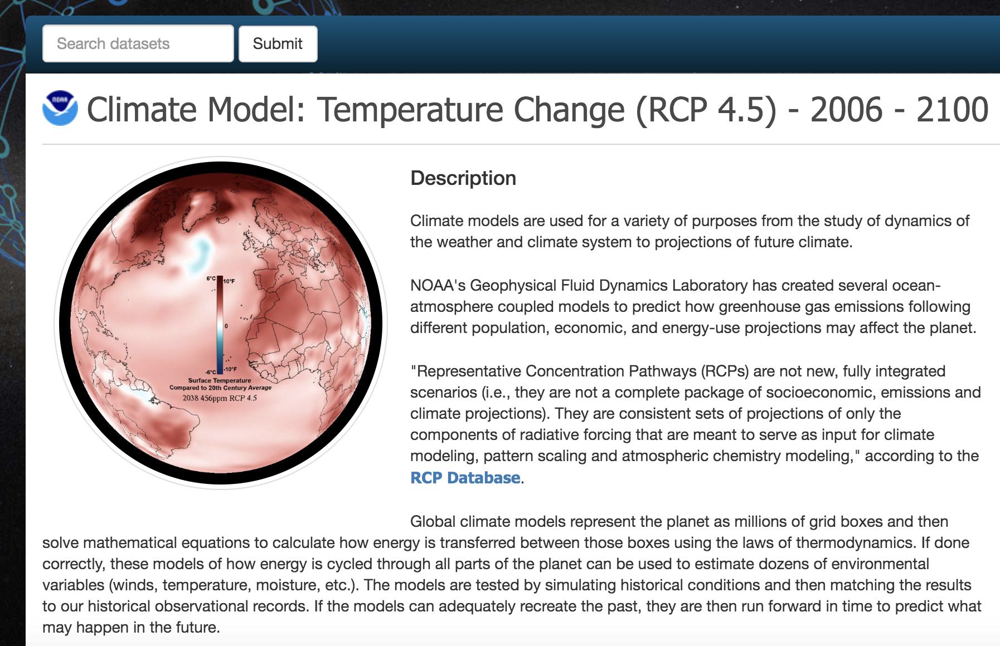 Search datasets
Submit
NOAA
Climate Model: Temperature Change (RCP 4.5) - 2006 - 2100
6°C
10°F
0
-6°C
-10°F
Surface Temperature
Compared to 20th Century Average
2038 456ppm RCP 4.5
Description
Climate models are used for a variety of purposes from the study of dynamics of
the weather and climate system to projections of future climate.
NOAA's Geophysical Fluid Dynamics Laboratory has created several ocean-
atmosphere coupled models to predict how greenhouse gas emissions following
different population, economic, and energy-use projections may affect the planet.
"Representative Concentration Pathways (RCPs) are not new, fully integrated
scenarios (i.e., they are not a complete package of socioeconomic, emissions and
climate projections). They are consistent sets of projections of only the
components of radiative forcing that are meant to serve as input for climate
modeling, pattern scaling and atmospheric chemistry modeling," according to the
RCP Database.
Global climate models represent the planet as millions of grid boxes and then
solve mathematical equations to calculate how energy is transferred between those boxes using the laws of thermodynamics. If done
correctly, these models of how energy is cycled through all parts of the planet can be used to estimate dozens of environmental
variables (winds, temperature, moisture, etc.). The models are tested by simulating historical conditions and then matching the results
to our historical observational records. If the models can adequately recreate the past, they are then run forward in time to predict what
may happen in the future.